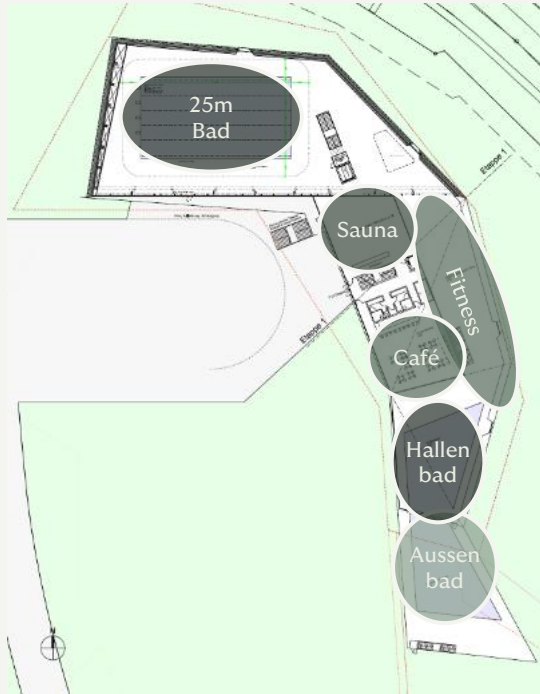 25m
Bad
Etappe 1
Sauna
Fitness
Etappe 1
Café
Hallen
bad
Aussen
bad
N